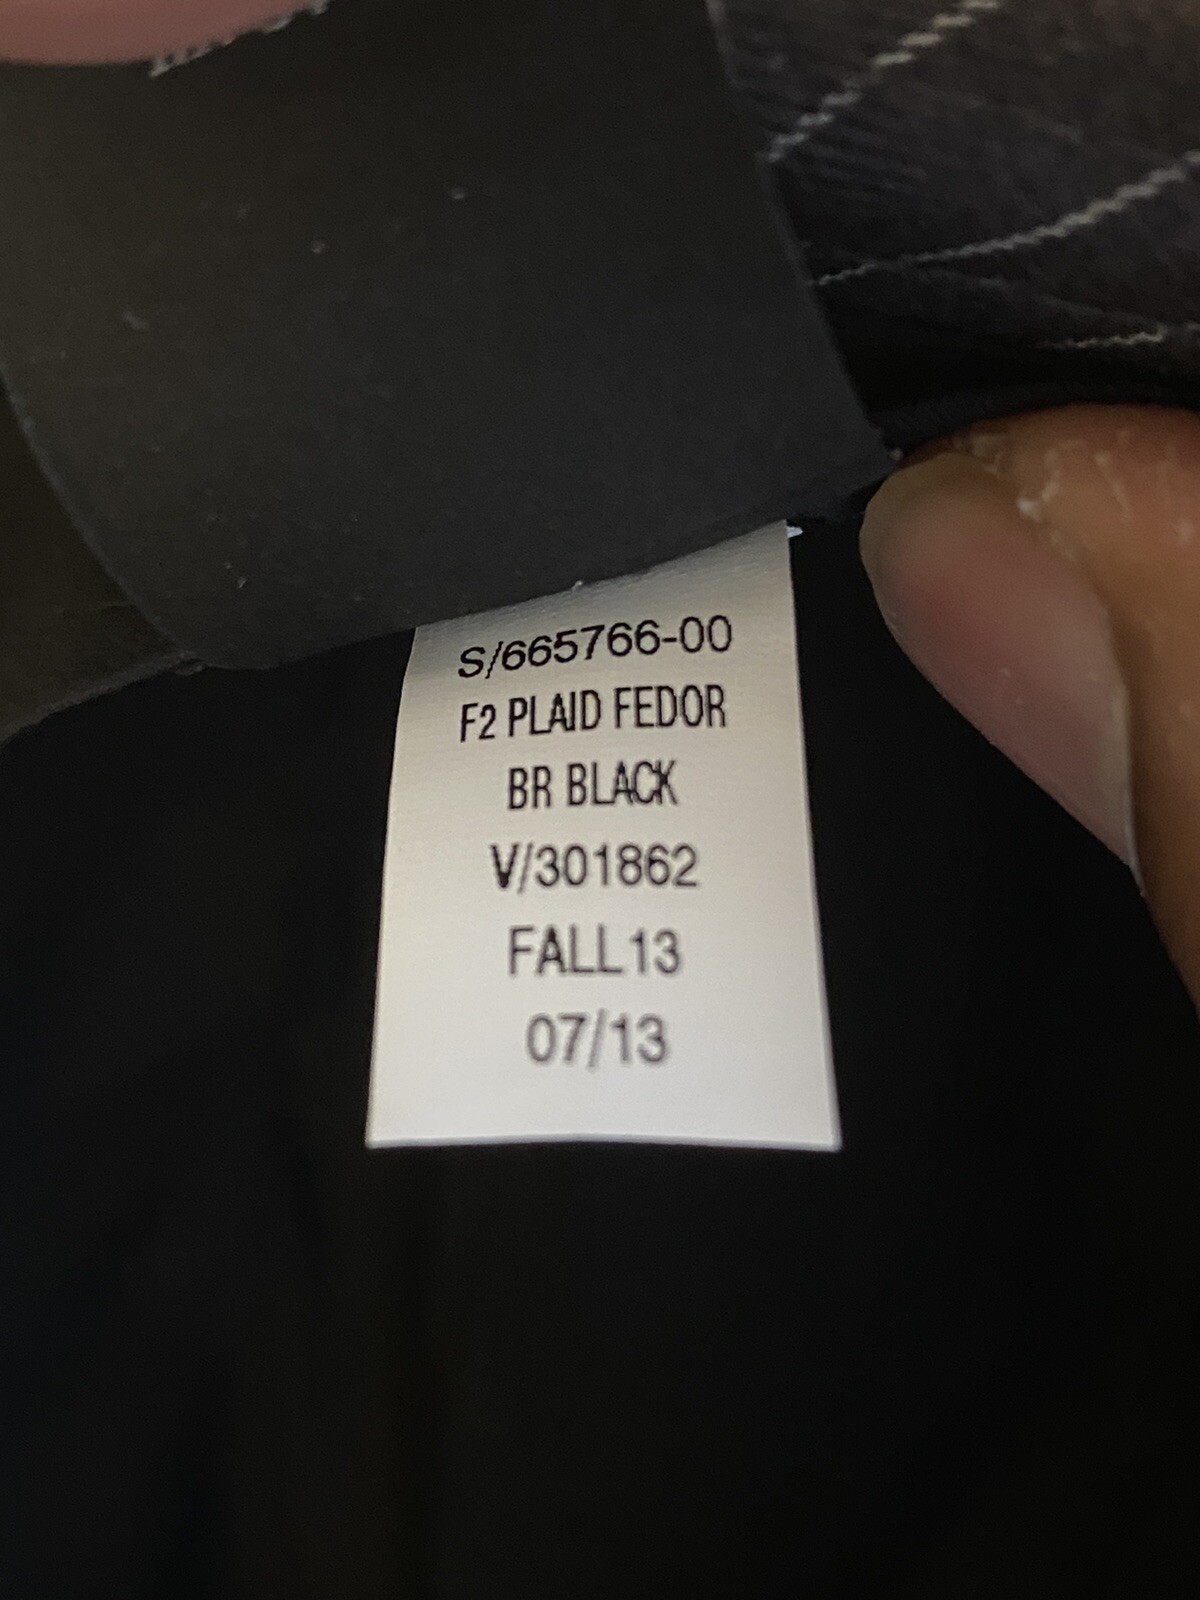 S/665766-00
F2 PLAID FEDOR
BR BLACK
V/301862
FALL13
07/13